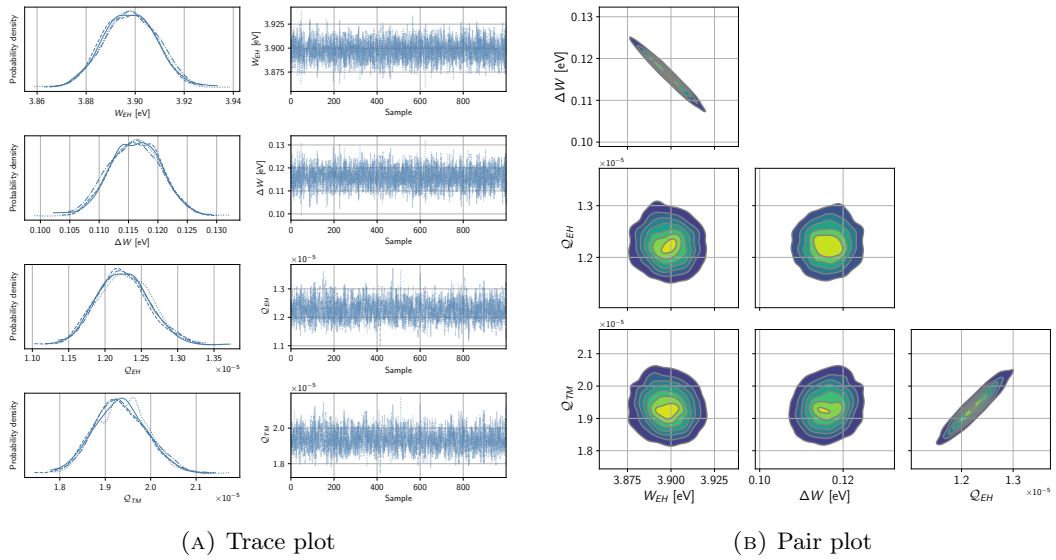 Probability density
3.86 3.88 3.90 3.92 3.94
W_EH [eV]
W_EH [eV]
3.925
3.900
3.875
0 200 400 600 800
Sample
Probability density
0.100 0.105 0.110 0.115 0.120 0.125 0.130
ΔW [eV]
ΔW [eV]
0.13
0.12
0.11
0.10
0 200 400 600 800
Sample
Probability density
1.10 1.15 1.20 1.25 1.30 1.35
×10⁻⁵
Q_EH
×10⁻⁵
Q_EH
1.3
1.2
1.1
0 200 400 600 800
Sample
Probability density
1.8 1.9 2.0 2.1
×10⁻⁵
Q_TM
×10⁻⁵
Q_TM
2.0
1.8
0 200 400 600 800
Sample
(A) Trace plot
ΔW [eV]
0.13
0.12
0.11
0.10
×10⁻⁵
Q_EH
1.3
1.2
×10⁻⁵
Q_TM
2.1
2.0
1.9
1.8
3.875 3.900 3.925
W_EH [eV]
0.10 0.12
ΔW [eV]
1.2 1.3
Q_EH
×10⁻⁵
(B) Pair plot